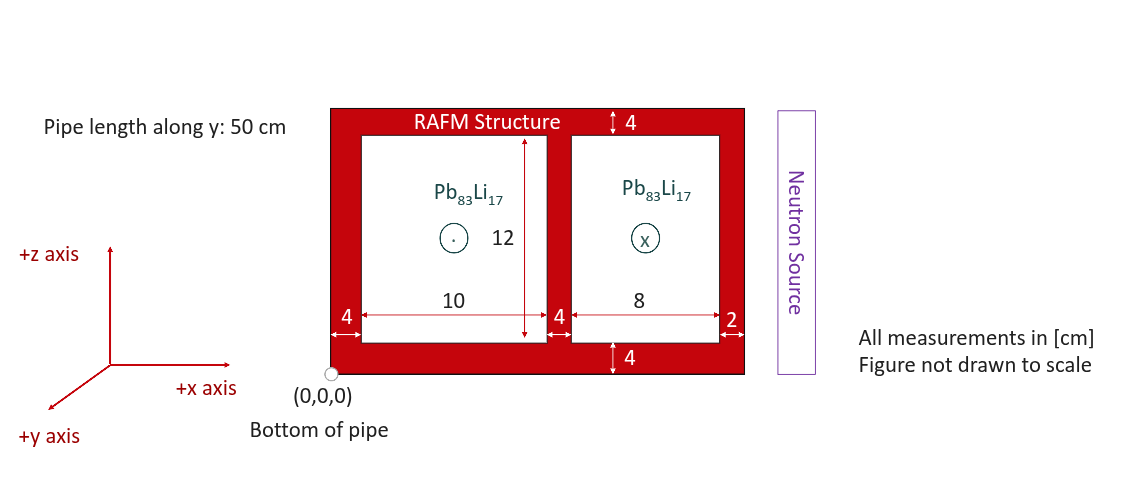 Pipe length along y: 50 cm
RAFM Structure
4
Pb83Li17
Pb83Li17
·
12
x
10
8
4
4
2
4
Neutron Source
+z axis
+x axis
+y axis
(0,0,0)
Bottom of pipe
All measurements in [cm]
Figure not drawn to scale